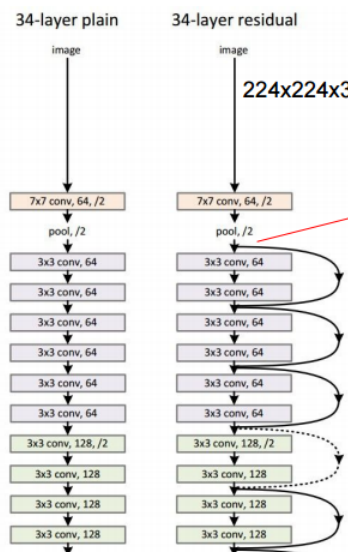 34-layer plain
34-layer residual
image
image
224x224x3
7x7 conv, 64, /2
7x7 conv, 64, /2
pool, /2
pool, /2
3x3 conv, 64
3x3 conv, 64
3x3 conv, 64
3x3 conv, 64
3x3 conv, 64
3x3 conv, 64
3x3 conv, 64
3x3 conv, 64
3x3 conv, 64
3x3 conv, 64
3x3 conv, 64
3x3 conv, 64
3x3 conv, 128, /2
3x3 conv, 128, /2
3x3 conv, 128
3x3 conv, 128
3x3 conv, 128
3x3 conv, 128
3x3 conv, 128
3x3 conv, 128